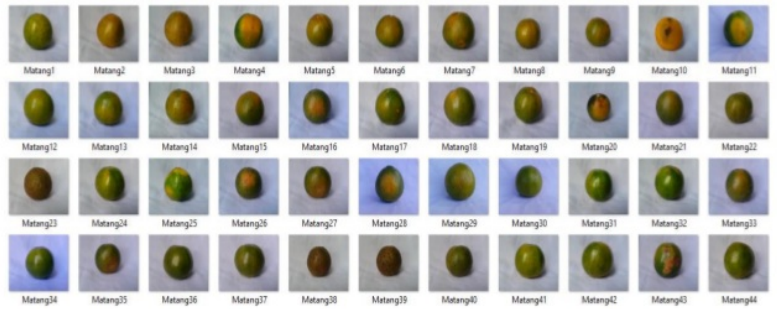 Matang1 Matang2 Matang3 Matang4 Matang5 Matang6 Matang7 Matang8 Matang9 Matang10 Matang11
Matang12 Matang13 Matang14 Matang15 Matang16 Matang17 Matang18 Matang19 Matang20 Matang21 Matang22
Matang23 Matang24 Matang25 Matang26 Matang27 Matang28 Matang29 Matang30 Matang31 Matang32 Matang33
Matang34 Matang35 Matang36 Matang37 Matang38 Matang39 Matang40 Matang41 Matang42 Matang43 Matang44